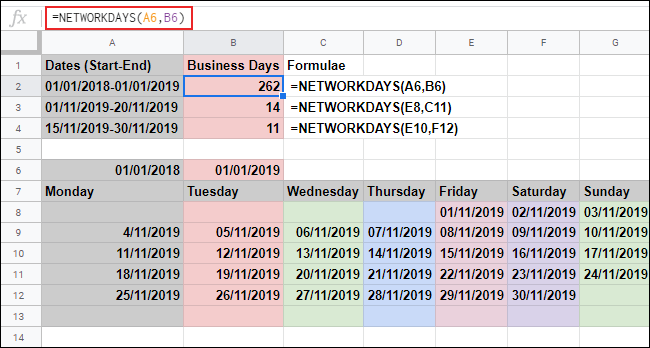 fx =NETWORKDAYS(A6,B6)
A B C D E F G
1 Dates (Start-End) Business Days Formulae
2 01/01/2018-01/01/2019 262 =NETWORKDAYS(A6,B6)
3 01/11/2019-20/11/2019 14 =NETWORKDAYS(E8,C11)
4 15/11/2019-30/11/2019 11 =NETWORKDAYS(E10,F12)
5
6 01/01/2018 01/01/2019
7 Monday Tuesday Wednesday Thursday Friday Saturday Sunday
8 01/11/2019 02/11/2019 03/11/2019
9 4/11/2019 05/11/2019 06/11/2019 07/11/2019 08/11/2019 09/11/2019 10/11/2019
10 11/11/2019 12/11/2019 13/11/2019 14/11/2019 15/11/2019 16/11/2019 17/11/2019
11 18/11/2019 19/11/2019 20/11/2019 21/11/2019 22/11/2019 23/11/2019 24/11/2019
12 25/11/2019 26/11/2019 27/11/2019 28/11/2019 29/11/2019 30/11/2019
13
14